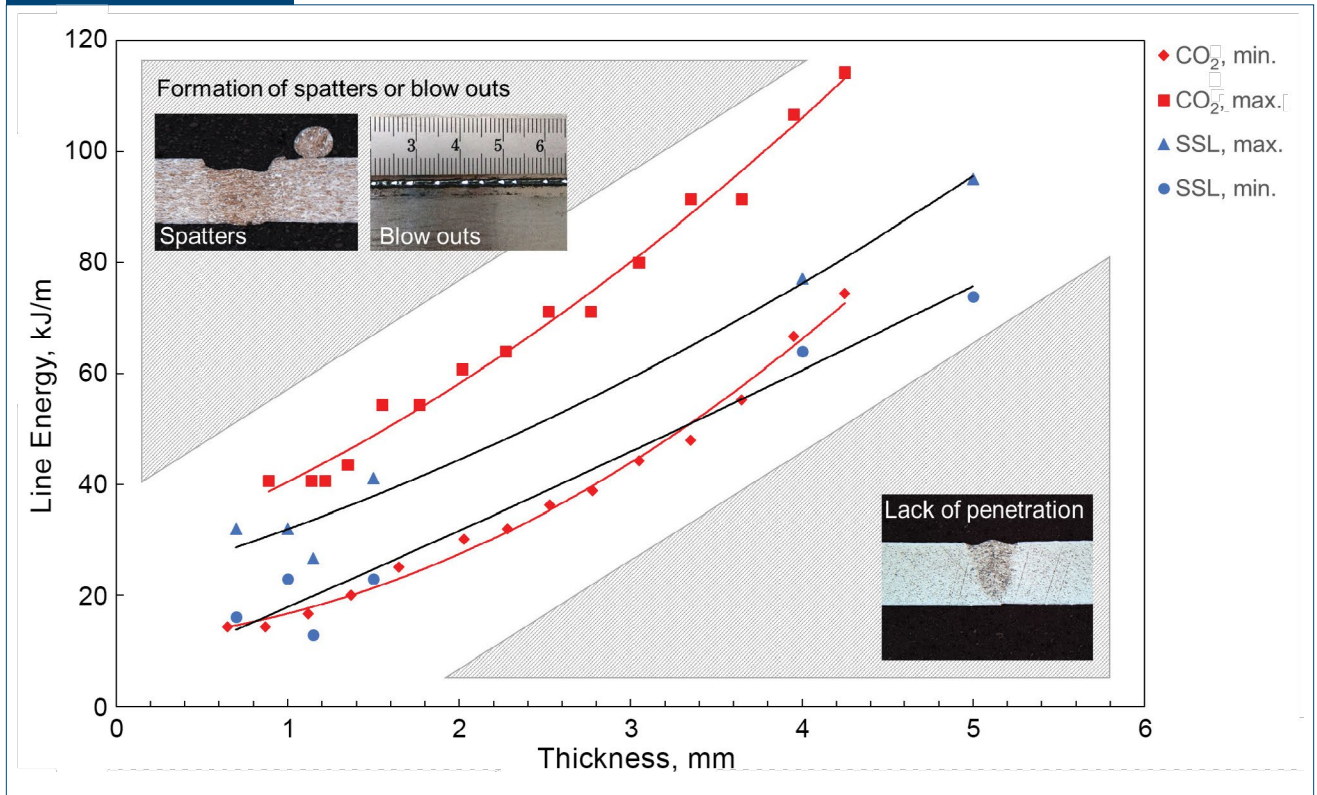 120
100
80
60
40
20
0
0 1 2 3 4 5 6
Line Energy, kJ/m
Thickness, mm
Formation of spatters or blow outs
Spatters
3 4 5 6
Blow outs
Lack of penetration
CO₂, min.
CO₂, max.
SSL, max.
SSL, min.